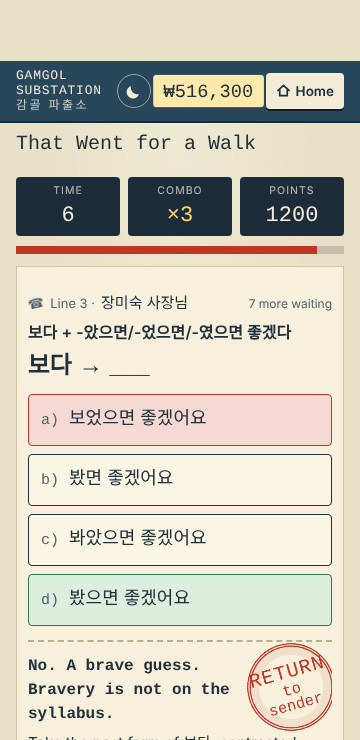 GAMGOL
SUBSTATION
감골 파출소
₩516,300
Home
That Went for a Walk
TIME
6
COMBO
×3
POINTS
1200
☎ Line 3 · 장미숙 사장님
7 more waiting
보다 + -았으면/-었으면/-였으면 좋겠다
보다 → ___
a) 보었으면 좋겠어요
b) 봤면 좋겠어요
c) 봐았으면 좋겠어요
d) 봤으면 좋겠어요
No. A brave guess.
Bravery is not on the
syllabus.
RETURN
to
sender